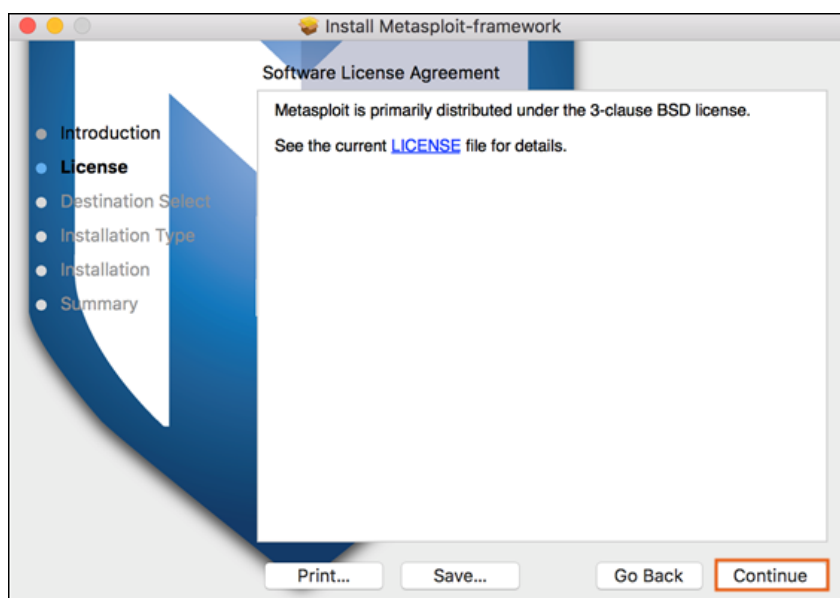 Install Metasploit-framework
Software License Agreement
Introduction
License
Destination Select
Installation Type
Installation
Summary
Metasploit is primarily distributed under the 3-clause BSD license.
See the current LICENSE file for details.
Print...
Save...
Go Back
Continue